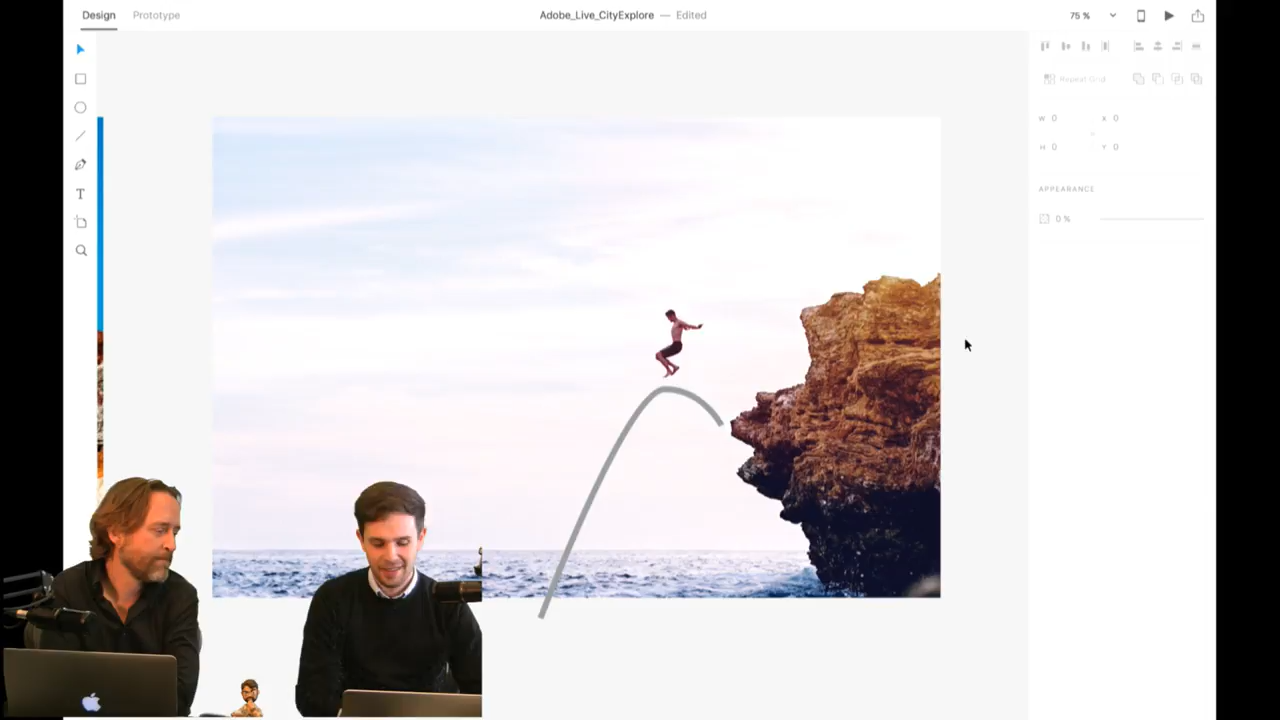 Design Prototype Adobe_Live_CityExplore — Edited 75 %
Repeat Grid
W 0 X 0
H 0 Y 0
APPEARANCE
0 %
T